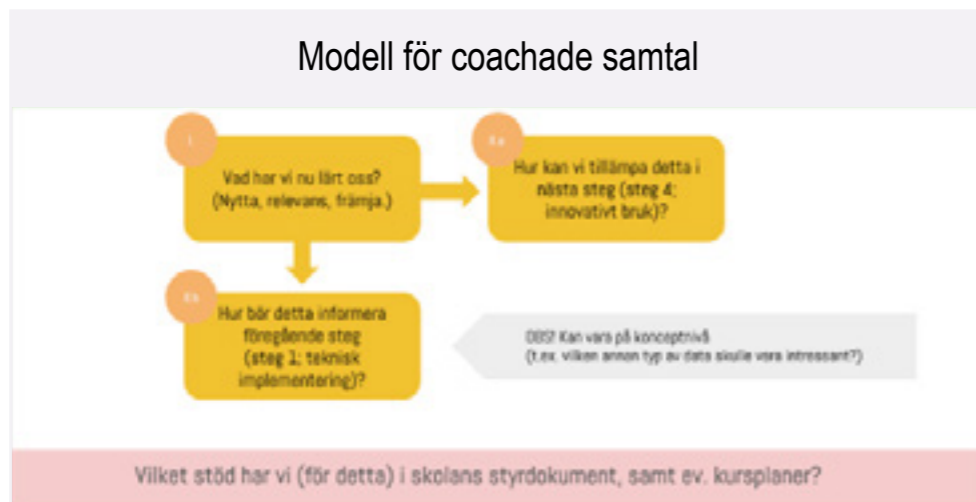 Modell för coachade samtal
Vad har vi nu lärt oss?
(Nytta, relevans, främja.)
Hur kan vi tillämpa detta i
nästa steg (steg 4;
innovativt bruk)?
Hur bör detta informera
föregående steg
(steg 1; teknisk
implementering)?
OBS! Kan vara på konceptnivå
(t.ex. vilken annan typ av data skulle vara intressant?)
Vilket stöd har vi (för detta) i skolans styrdokument, samt ev. kursplaner?